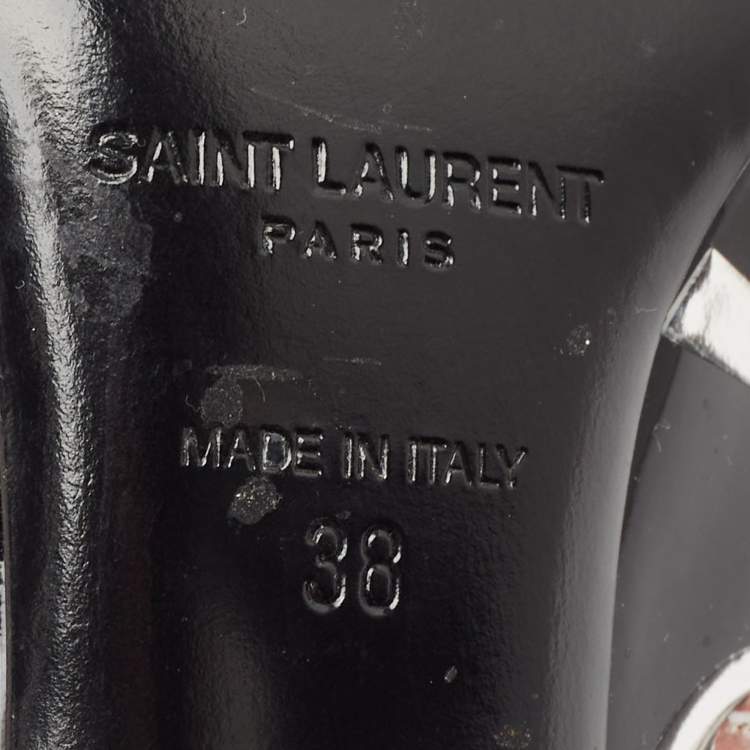 SAINT LAURENT
PARIS
MADE IN ITALY
38